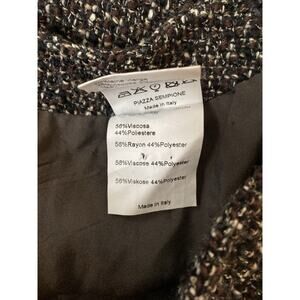 PIAZZA SEMPIONE
Made in Italy
56%Viscosa
44%Poliestere
56%Rayon 44%Polyester
56%Viscose 44%Polyester
56%Viskose 44%Polyester
Made in Italy